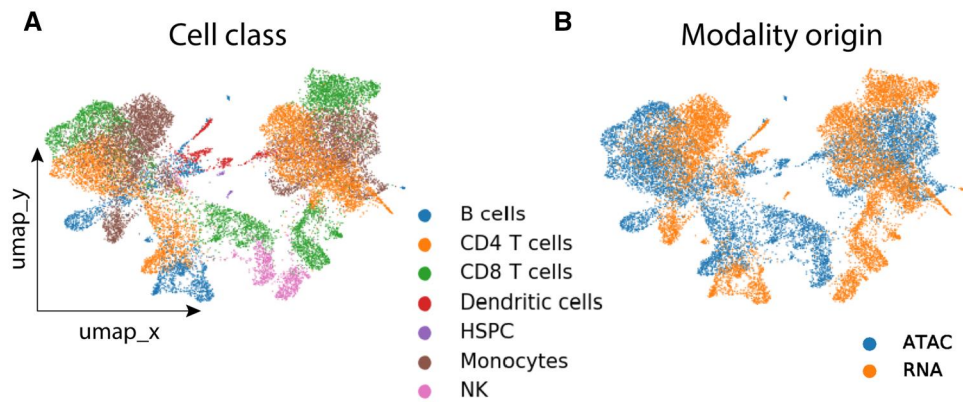 A
Cell class
umap_y
umap_x
B cells
CD4 T cells
CD8 T cells
Dendritic cells
HSPC
Monocytes
NK
B
Modality origin
ATAC
RNA